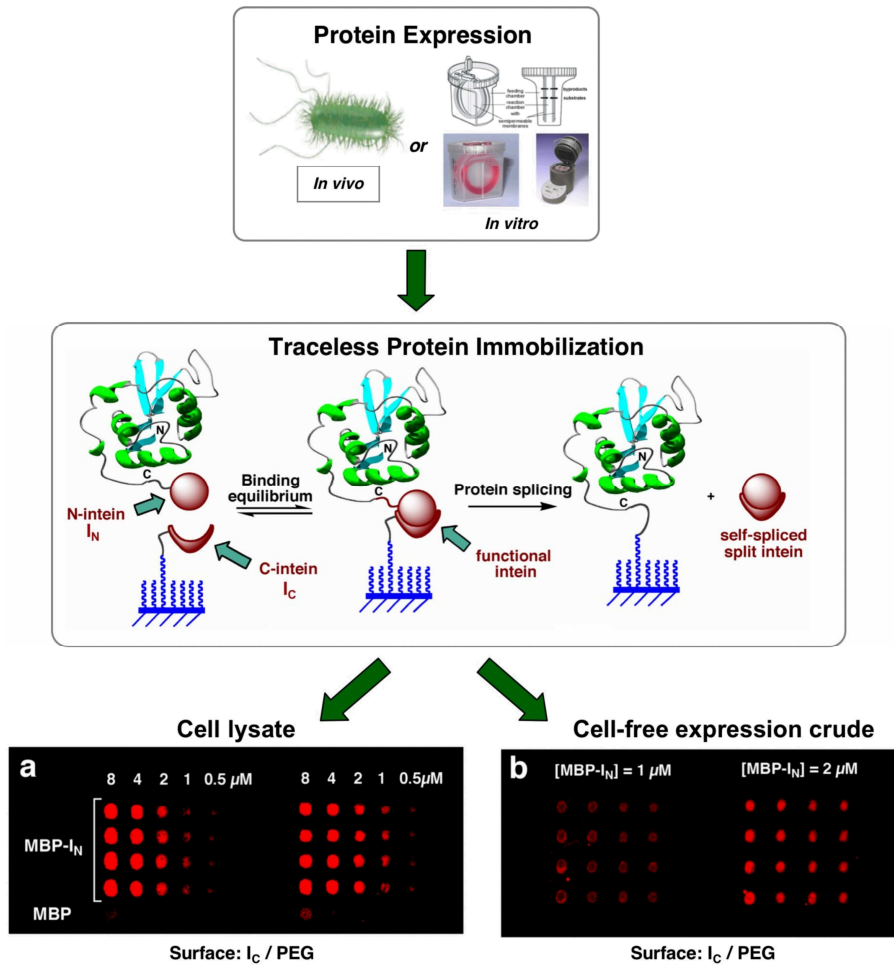 Protein Expression
feeding
chamber
reaction
chamber
with
semipermeable
membranes
byproducts
substrates
or
In vivo
In vitro
Traceless Protein Immobilization
N
C
N-intein
I_N
C-intein
I_C
Binding
equilibrium
N
C
functional
intein
Protein splicing
N
C
+
self-spliced
split intein
Cell lysate
a
8 4 2 1 0.5 µM
8 4 2 1 0.5µM
MBP-I_N
MBP
Surface: I_C / PEG
Cell-free expression crude
b
[MBP-I_N] = 1 µM
[MBP-I_N] = 2 µM
Surface: I_C / PEG